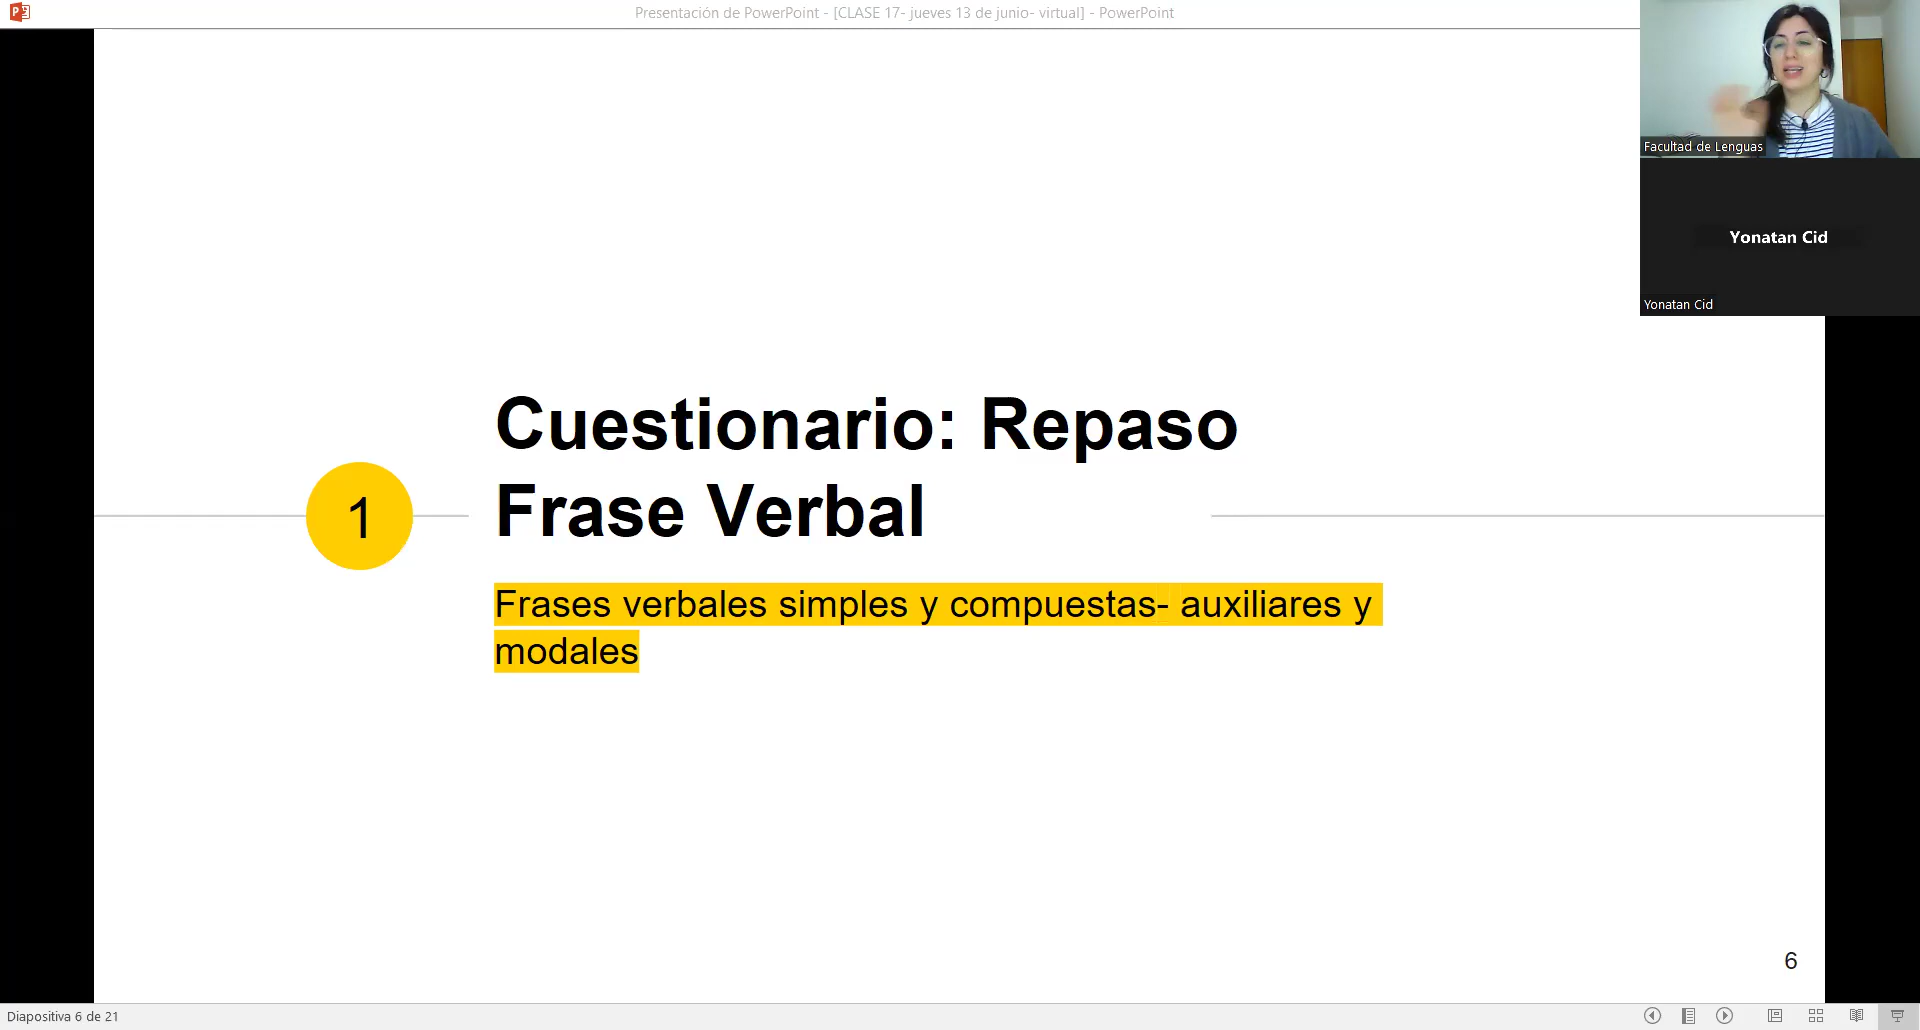 Presentación de PowerPoint - [CLASE 17- jueves 13 de junio- virtual] - PowerPoint
Facultad de Lenguas
Yonatan Cid
Yonatan Cid
1
Cuestionario: Repaso
Frase Verbal
Frases verbales simples y compuestas- auxiliares y
modales
6
Diapositiva 6 de 21